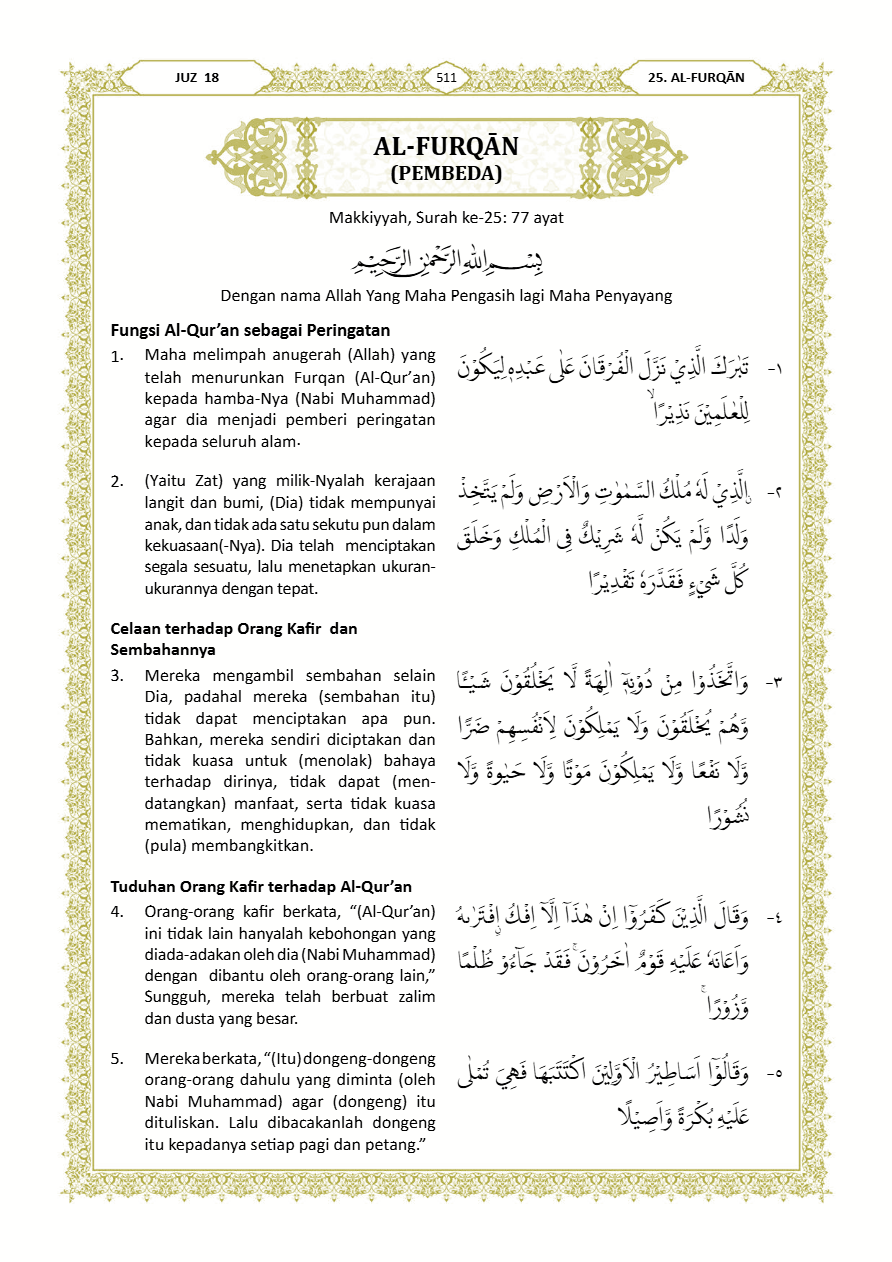 JUZ 18
511
25. AL-FURQĀN
AL-FURQĀN
(PEMBEDA)
Makkiyyah, Surah ke-25: 77 ayat
بِسْمِ اللّٰهِ الرَّحْمٰنِ الرَّحِيْمِ
Dengan nama Allah Yang Maha Pengasih lagi Maha Penyayang
Fungsi Al-Qur’an sebagai Peringatan
1. Maha melimpah anugerah (Allah) yang
telah menurunkan Furqan (Al-Qur’an)
kepada hamba-Nya (Nabi Muhammad)
agar dia menjadi pemberi peringatan
kepada seluruh alam.
١- تَبٰرَكَ الَّذِيْ نَزَّلَ الْفُرْقَانَ عَلٰى عَبْدِهٖ لِيَكُوْنَ
لِلْعٰلَمِيْنَ نَذِيْرًا ۙ
2. (Yaitu Zat) yang milik-Nyalah kerajaan
langit dan bumi, (Dia) tidak mempunyai
anak, dan tidak ada satu sekutu pun dalam
kekuasaan(-Nya). Dia telah menciptakan
segala sesuatu, lalu menetapkan ukuran-
ukurannya dengan tepat.
٢- ۨالَّذِيْ لَهٗ مُلْكُ السَّمٰوٰتِ وَالْاَرْضِ وَلَمْ يَتَّخِذْ
وَلَدًا وَّلَمْ يَكُنْ لَّهٗ شَرِيْكٌ فِى الْمُلْكِ وَخَلَقَ
كُلَّ شَيْءٍ فَقَدَّرَهٗ تَقْدِيْرًا
Celaan terhadap Orang Kafir dan
Sembahannya
3. Mereka mengambil sembahan selain
Dia, padahal mereka (sembahan itu)
tidak dapat menciptakan apa pun.
Bahkan, mereka sendiri diciptakan dan
tidak kuasa untuk (menolak) bahaya
terhadap dirinya, tidak dapat (men-
datangkan) manfaat, serta tidak kuasa
mematikan, menghidupkan, dan tidak
(pula) membangkitkan.
٣- وَاتَّخَذُوْا مِنْ دُوْنِهٖٓ اٰلِهَةً لَّا يَخْلُقُوْنَ شَيْـًٔا
وَّهُمْ يُخْلَقُوْنَ وَلَا يَمْلِكُوْنَ لِاَنْفُسِهِمْ ضَرًّا
وَّلَا نَفْعًا وَّلَا يَمْلِكُوْنَ مَوْتًا وَّلَا حَيٰوةً وَّلَا
نُشُوْرًا
Tuduhan Orang Kafir terhadap Al-Qur’an
4. Orang-orang kafir berkata, “(Al-Qur’an)
ini tidak lain hanyalah kebohongan yang
diada-adakan oleh dia (Nabi Muhammad)
dengan dibantu oleh orang-orang lain,”
Sungguh, mereka telah berbuat zalim
dan dusta yang besar.
٤- وَقَالَ الَّذِيْنَ كَفَرُوْٓا اِنْ هٰذَآ اِلَّآ اِفْكُ ۨافْتَرٰىهُ
وَاَعَانَهٗ عَلَيْهِ قَوْمٌ اٰخَرُوْنَ ۚ فَقَدْ جَاۤءُوْ ظُلْمًا
وَّزُوْرًا ۚ
5. Mereka berkata, “(Itu) dongeng-dongeng
orang-orang dahulu yang diminta (oleh
Nabi Muhammad) agar (dongeng) itu
dituliskan. Lalu dibacakanlah dongeng
itu kepadanya setiap pagi dan petang.”
٥- وَقَالُوْٓا اَسَاطِيْرُ الْاَوَّلِيْنَ اكْتَتَبَهَا فَهِيَ تُمْلٰى
عَلَيْهِ بُكْرَةً وَّاَصِيْلًا